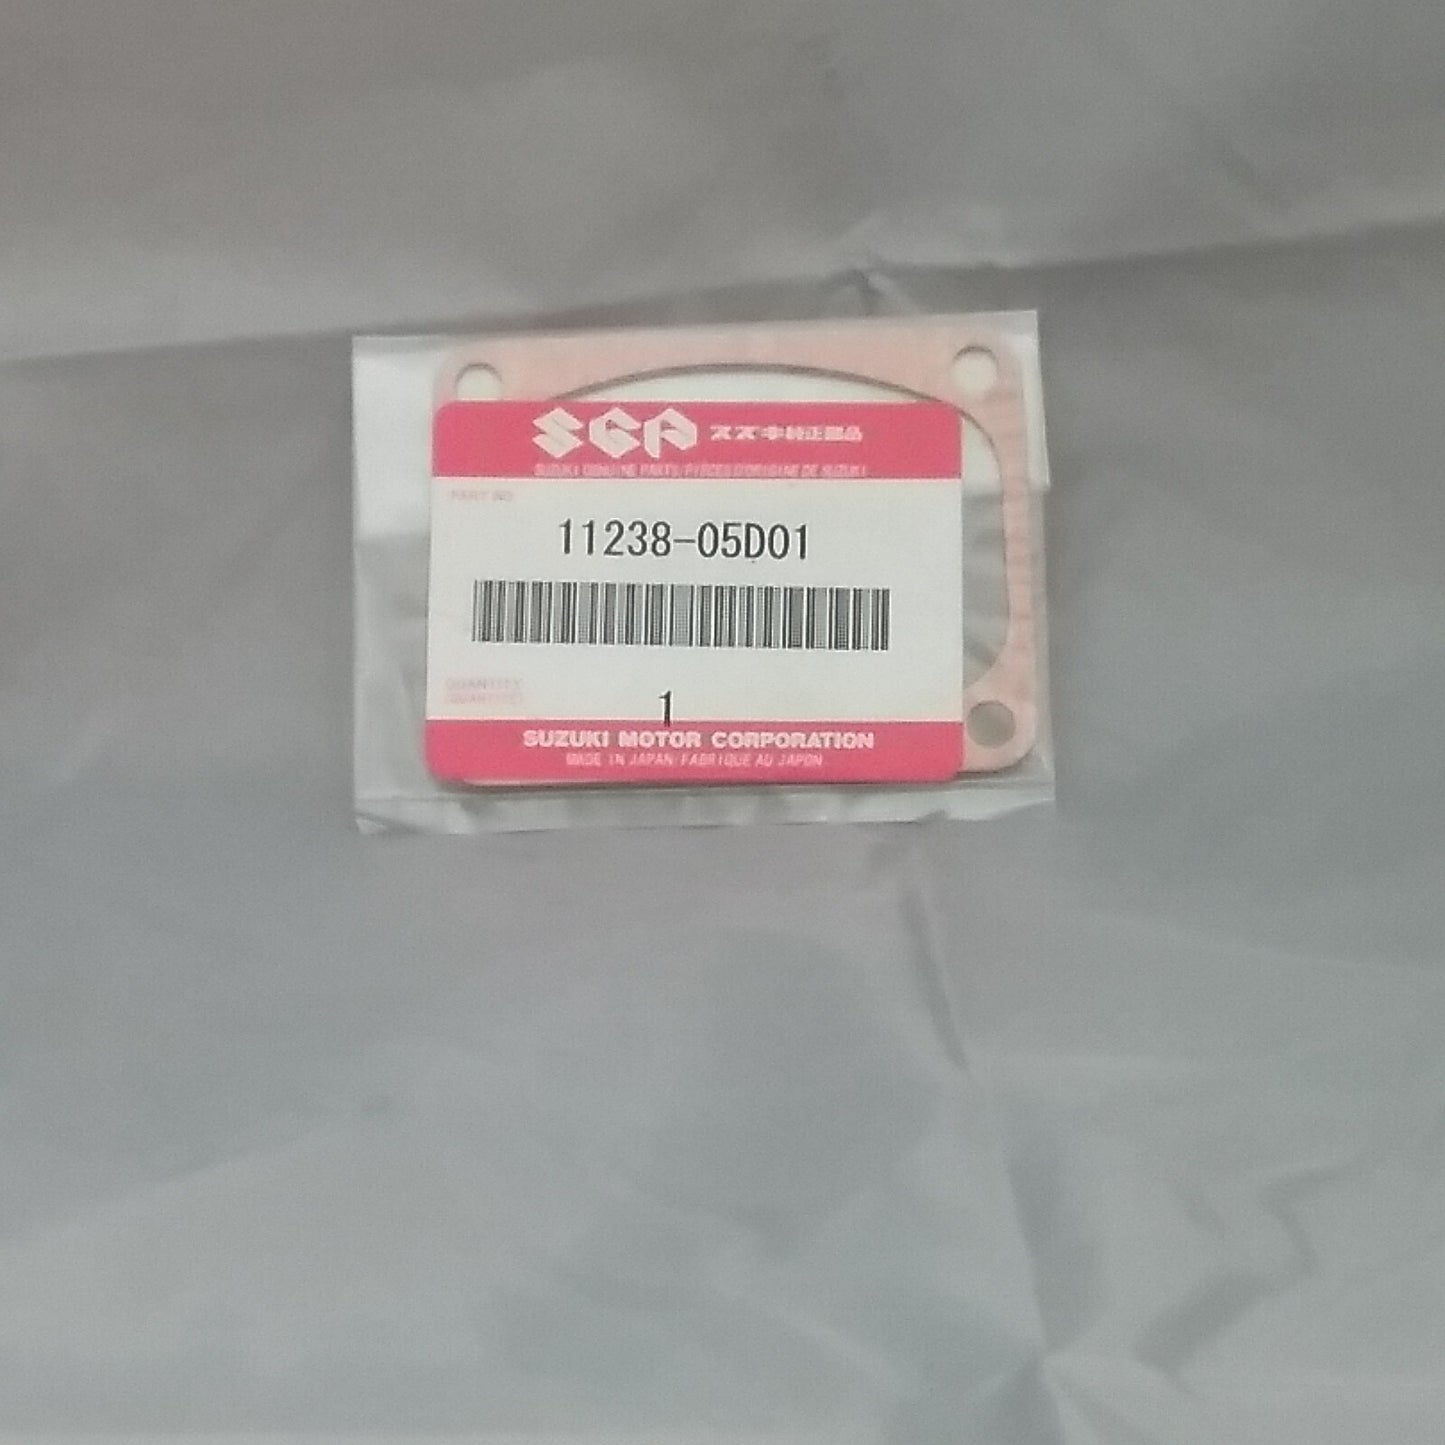 SGP スズキ純正部品
SUZUKI GENUINE PARTS/PIECES D'ORIGINE DE SUZUKI
PART NO.
11238-05D01
QUANTITY
QUANTITE
1
SUZUKI MOTOR CORPORATION
MADE IN JAPAN/FABRIQUE AU JAPON